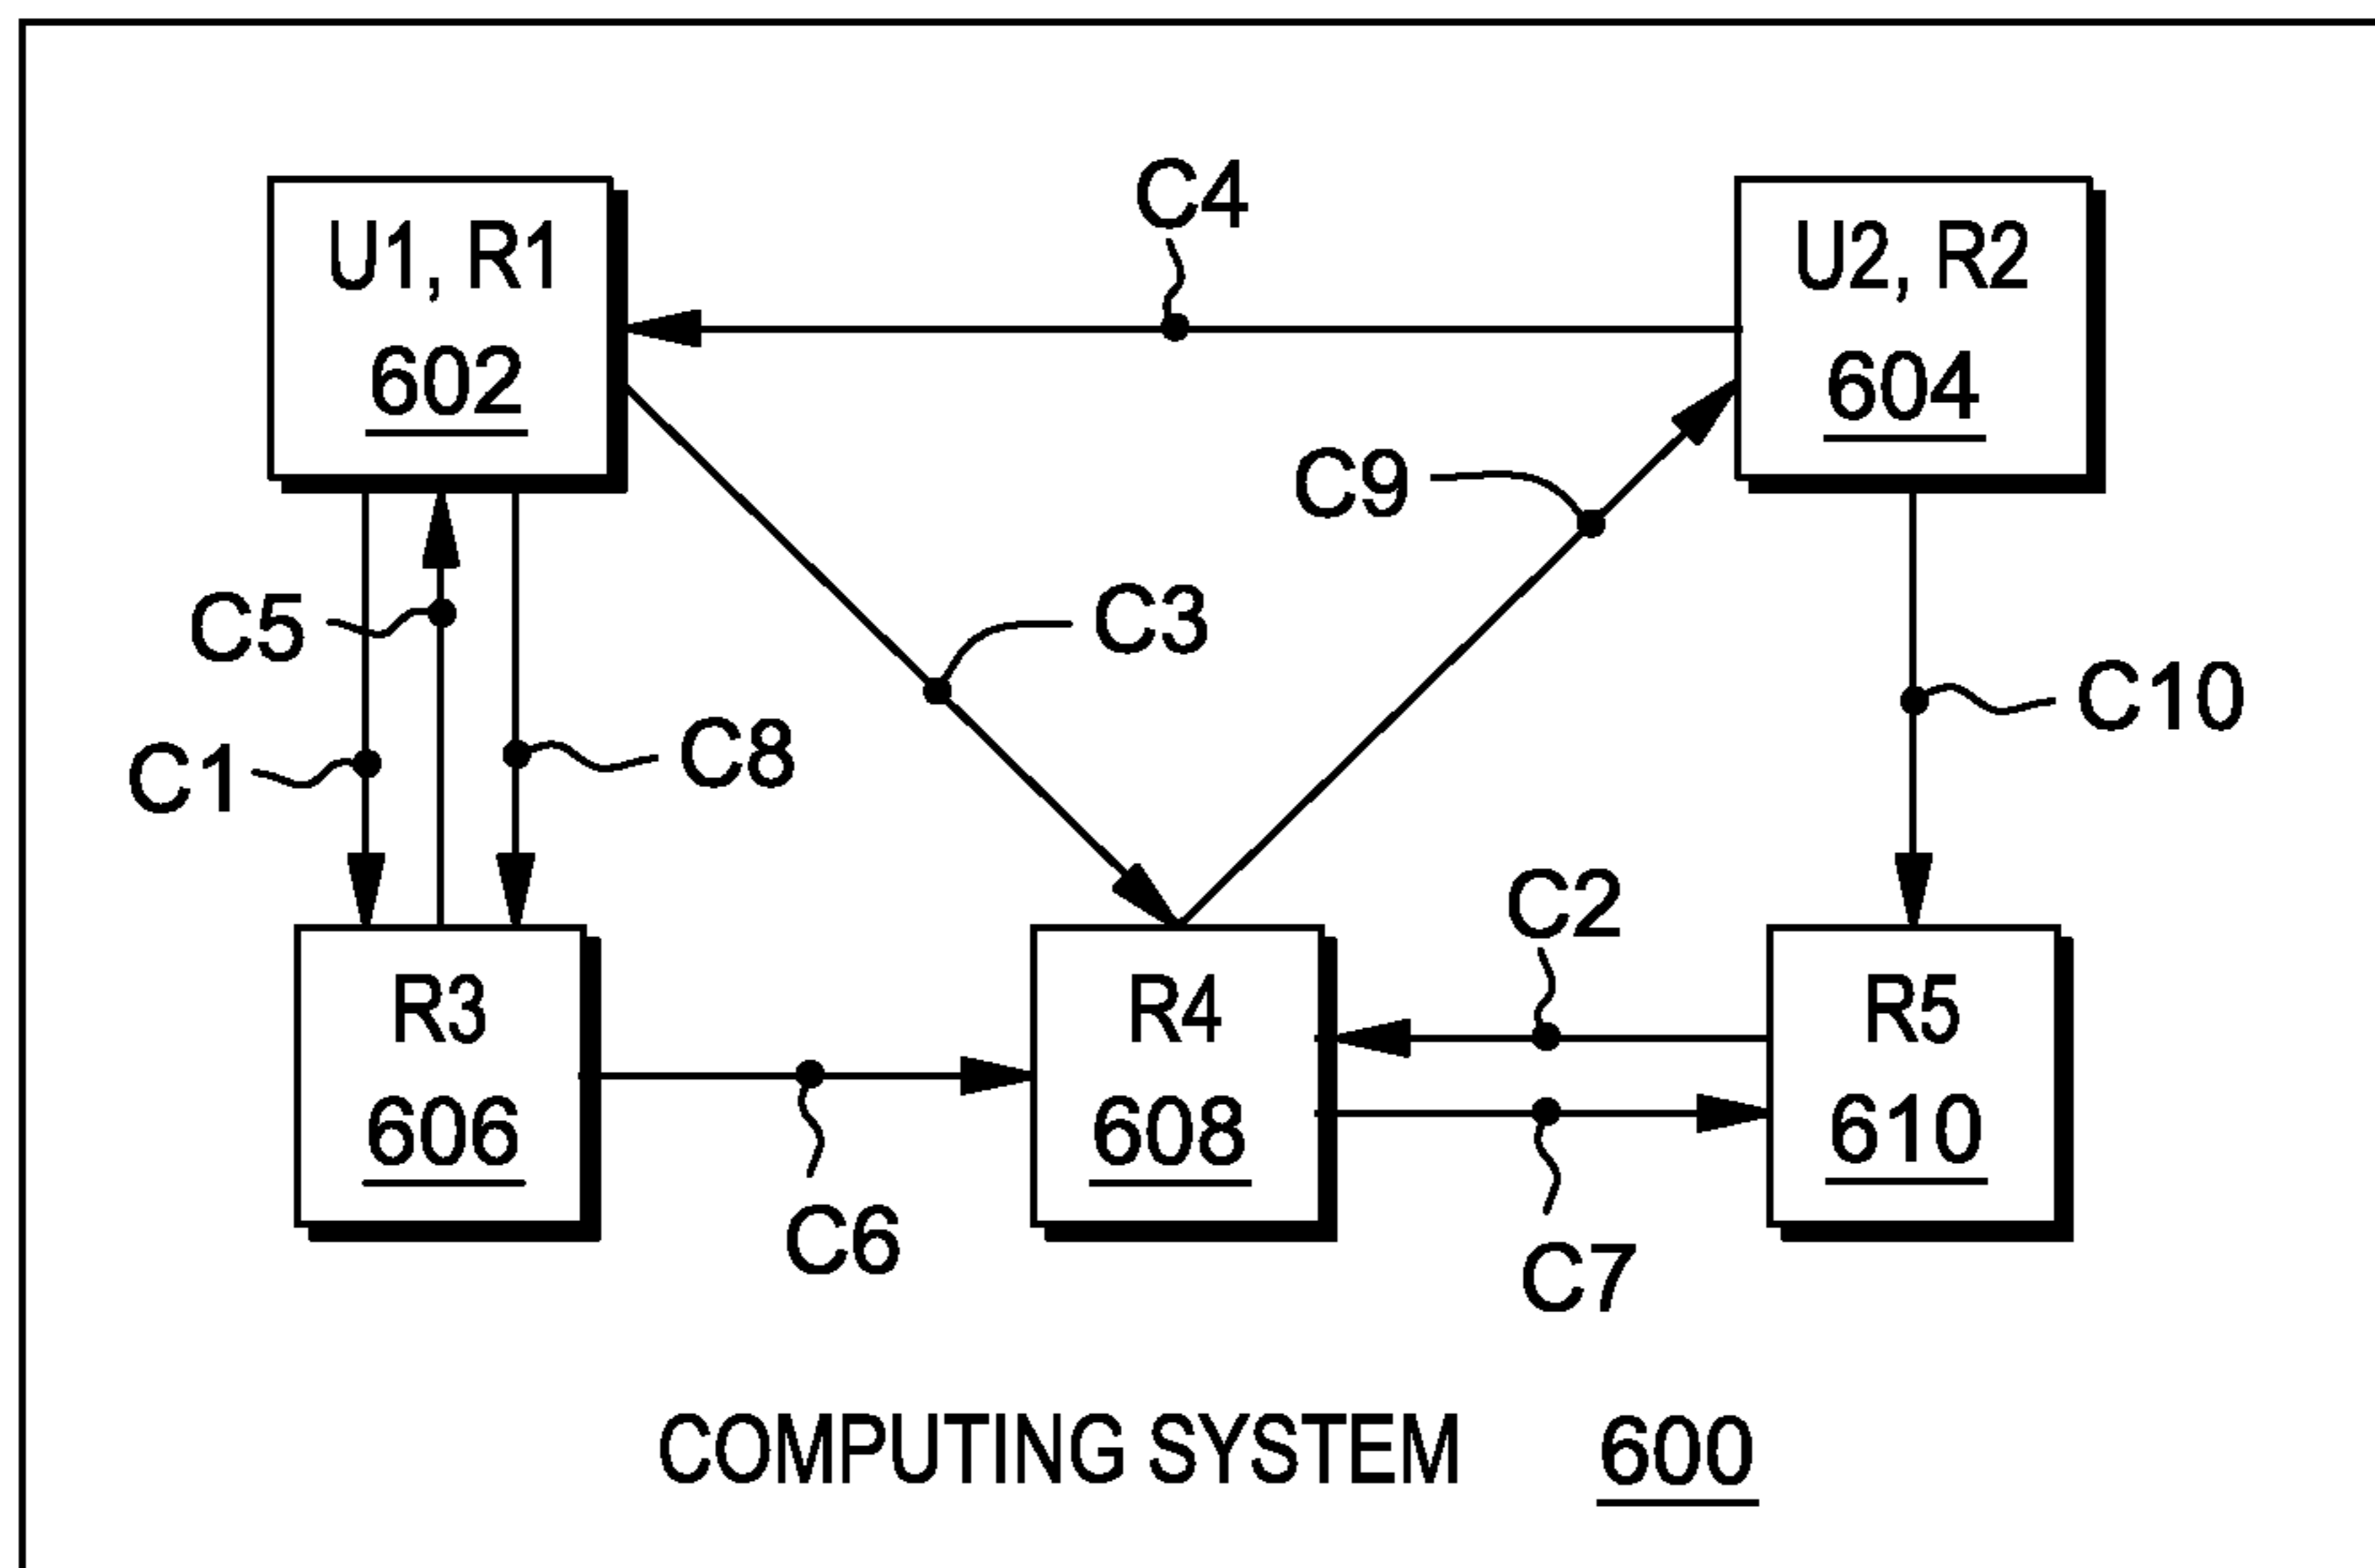 C4
U1, R1
602
U2, R2
604
C9
C5
C3
C10
C1
C8
C2
R3
606
R4
608
R5
610
C6
C7
COMPUTING SYSTEM 600